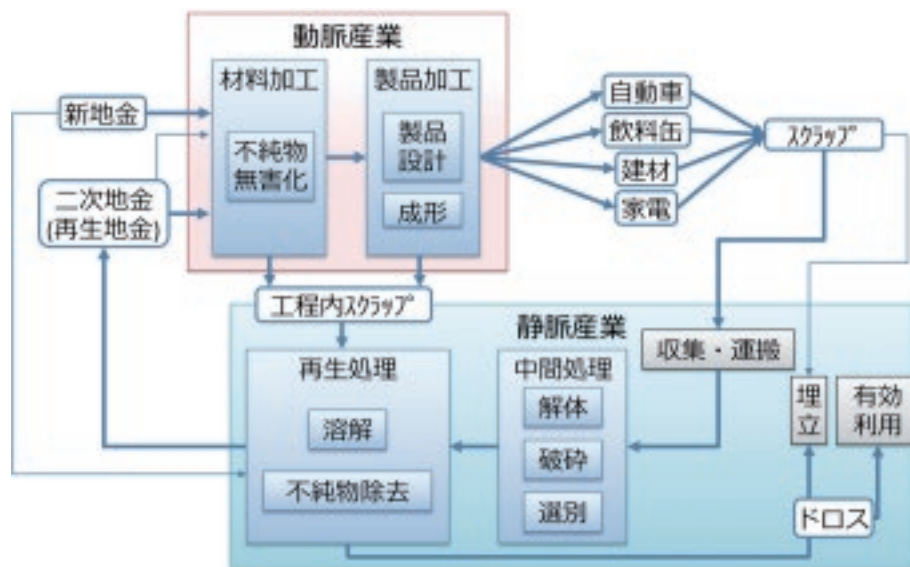 動脈産業
材料加工
製品加工
新地金
不純物
無害化
製品
設計
成形
二次地金
(再生地金)
自動車
飲料缶
建材
家電
ｽｸﾗｯﾌﾟ
工程内ｽｸﾗｯﾌﾟ
静脈産業
再生処理
溶解
不純物除去
中間処理
解体
破砕
選別
収集・運搬
埋
立
有効
利用
ドロス